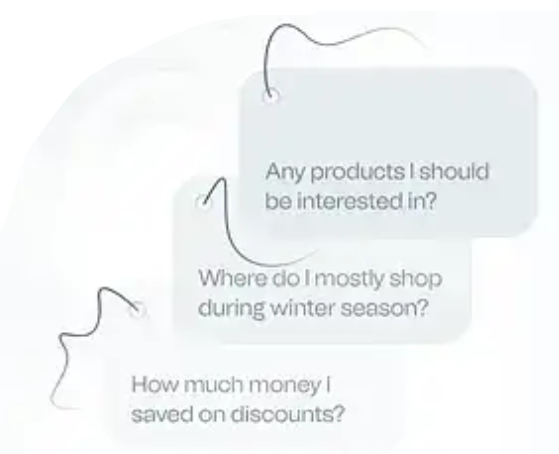 Any products I should
be interested in?
Where do I mostly shop
during winter season?
How much money I
saved on discounts?